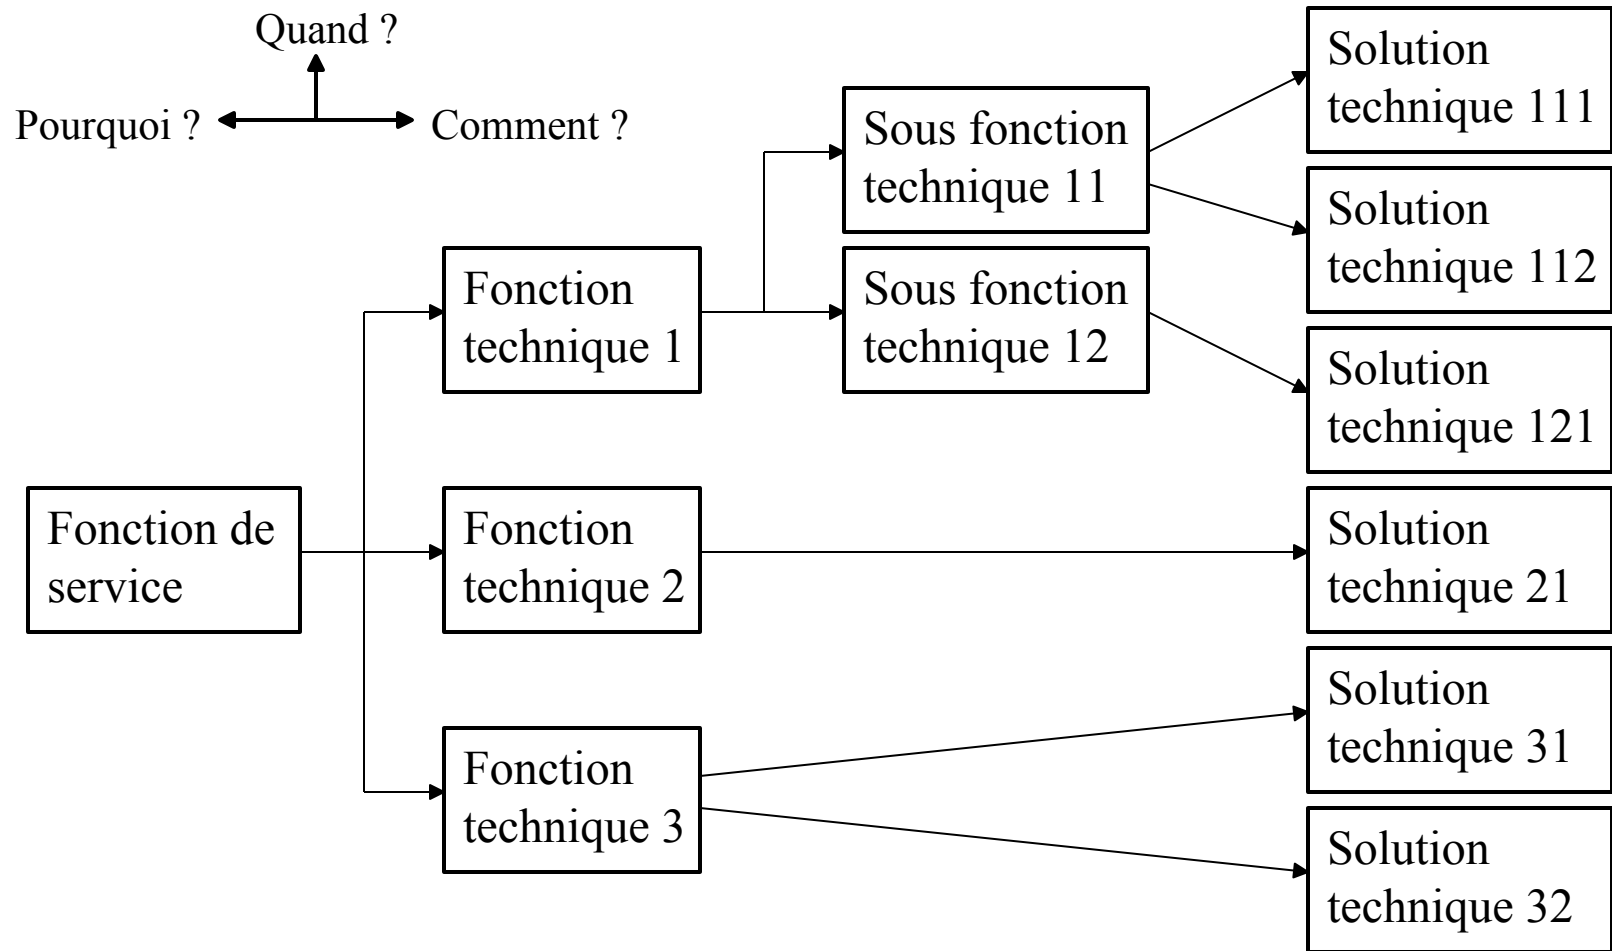 Quand ?
Pourquoi ?
Comment ?
Solution
technique 111
Sous fonction
technique 11
Solution
technique 112
Fonction
technique 1
Sous fonction
technique 12
Solution
technique 121
Fonction de
service
Fonction
technique 2
Solution
technique 21
Solution
technique 31
Fonction
technique 3
Solution
technique 32